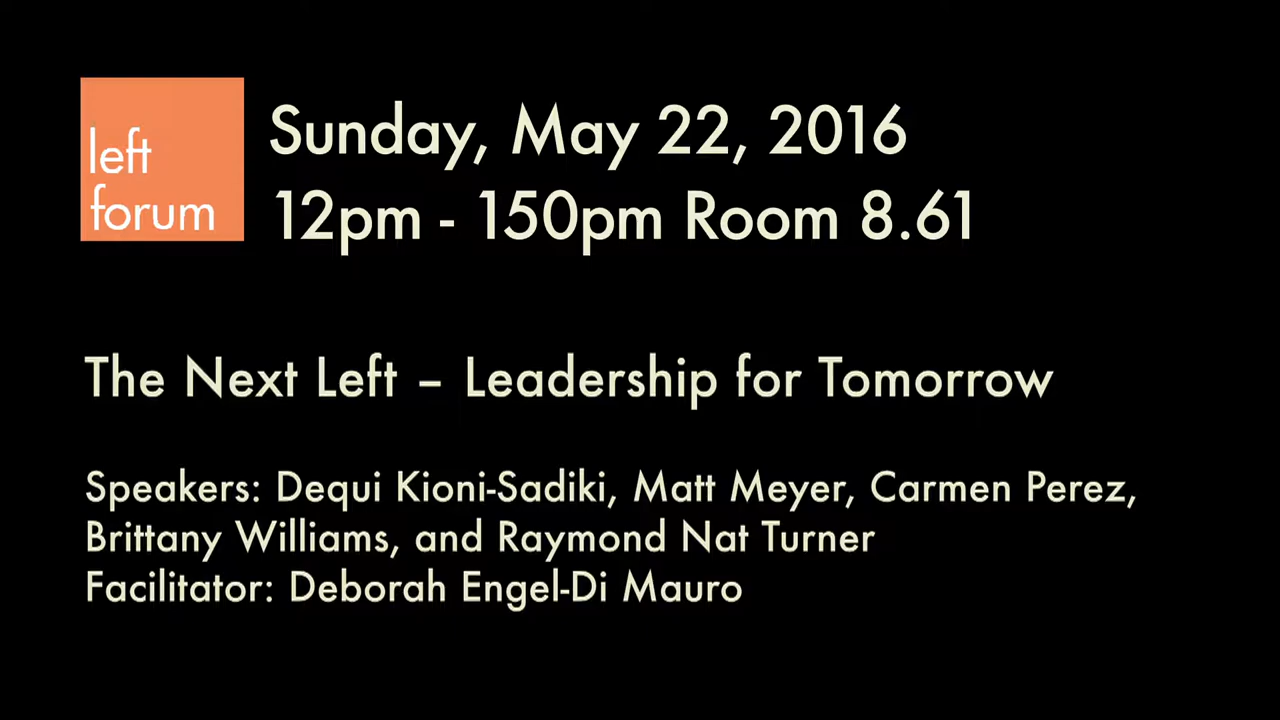 left
forum
Sunday, May 22, 2016
12pm - 150pm Room 8.61
The Next Left – Leadership for Tomorrow
Speakers: Dequi Kioni-Sadiki, Matt Meyer, Carmen Perez,
Brittany Williams, and Raymond Nat Turner
Facilitator: Deborah Engel-Di Mauro